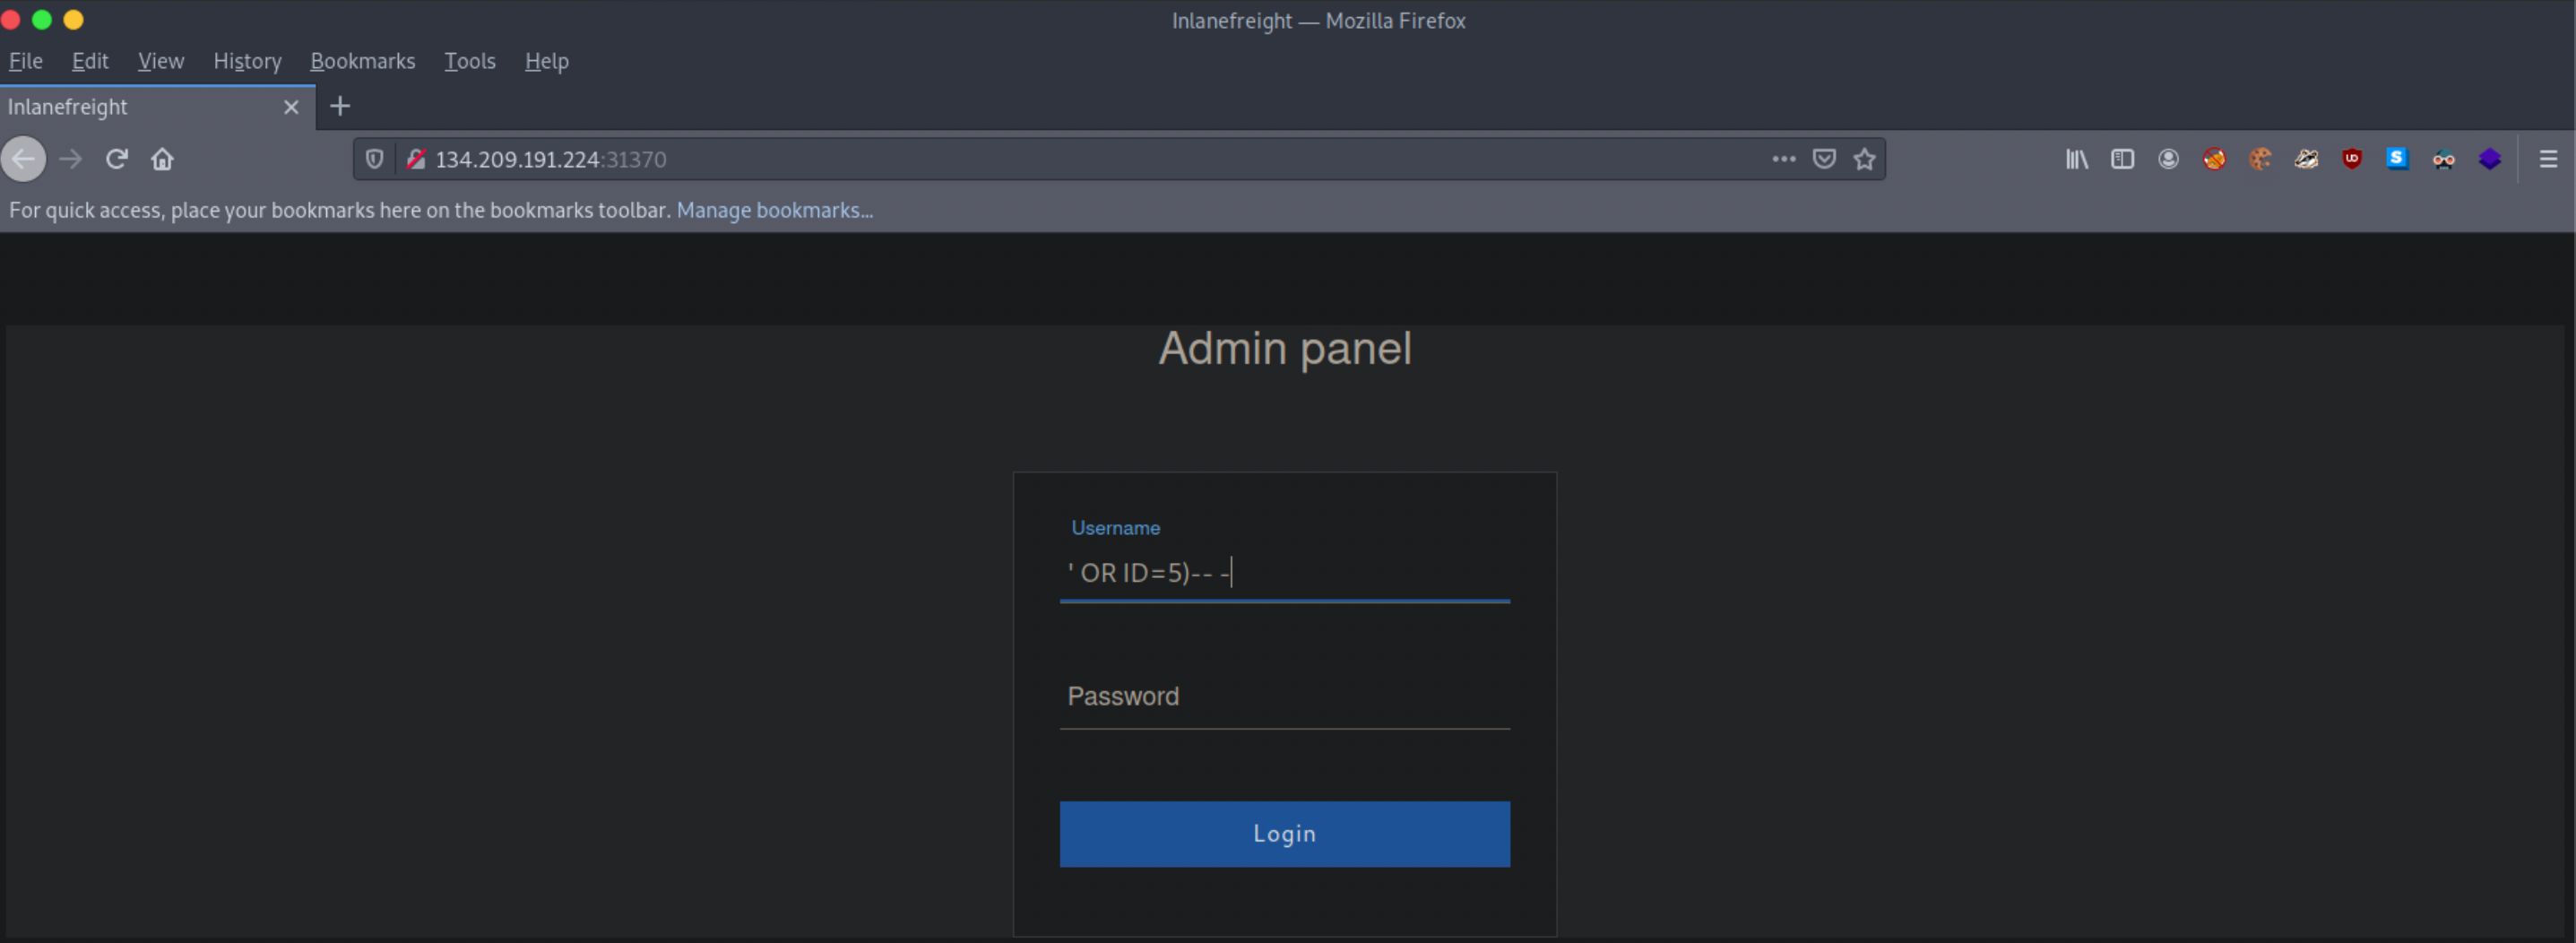 Inlanefreight — Mozilla Firefox
File Edit View History Bookmarks Tools Help
Inlanefreight
134.209.191.224:31370
For quick access, place your bookmarks here on the bookmarks toolbar. Manage bookmarks...
Admin panel
Username
' OR ID=5)-- -
Password
Login